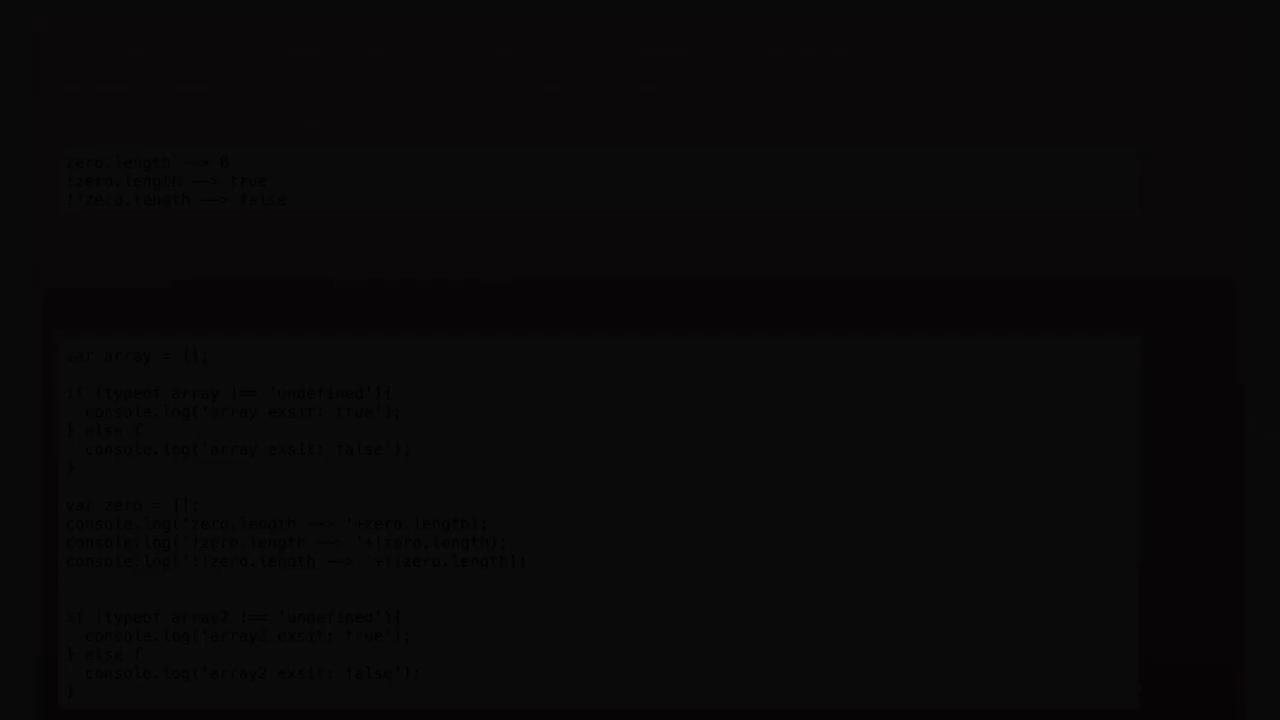 zero.length --> 0
!zero.length --> true
!!zero.length --> false
var array = [];
if (typeof array !== 'undefined'){
  console.log('array exsit: true');
} else {
  console.log('array exsit: false');
}
var zero = [];
console.log('zero.length --> '+zero.length);
console.log('!zero.length --> '+!zero.length);
console.log('!!zero.length --> '+!!zero.length)
if (typeof array2 !== 'undefined'){
  console.log('array2 exsit: true');
} else {
  console.log('array2 exsit: false');
}